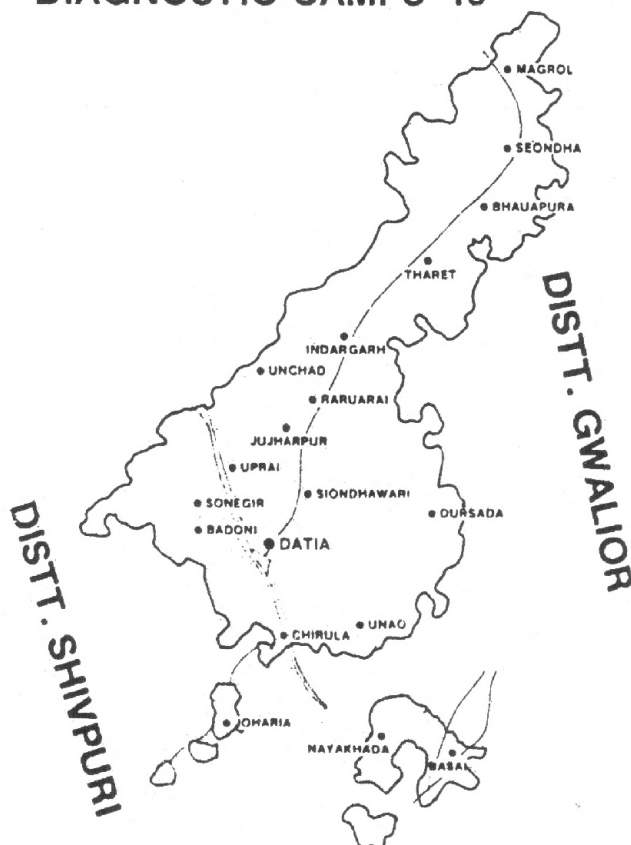 MAGROL
SEONDHA
BHAUAPURA
THARET
INDARGARH
UNCHAD
RARUARAI
JUJHARPUR
UPRAI
SIONDHAWARI
SONEGIR
BADONI
DURSADA
DATIA
UNAO
CHIRULA
DISTT. GWALIOR
DISTT. SHIVPURI
NAYAKHADA
BASAI